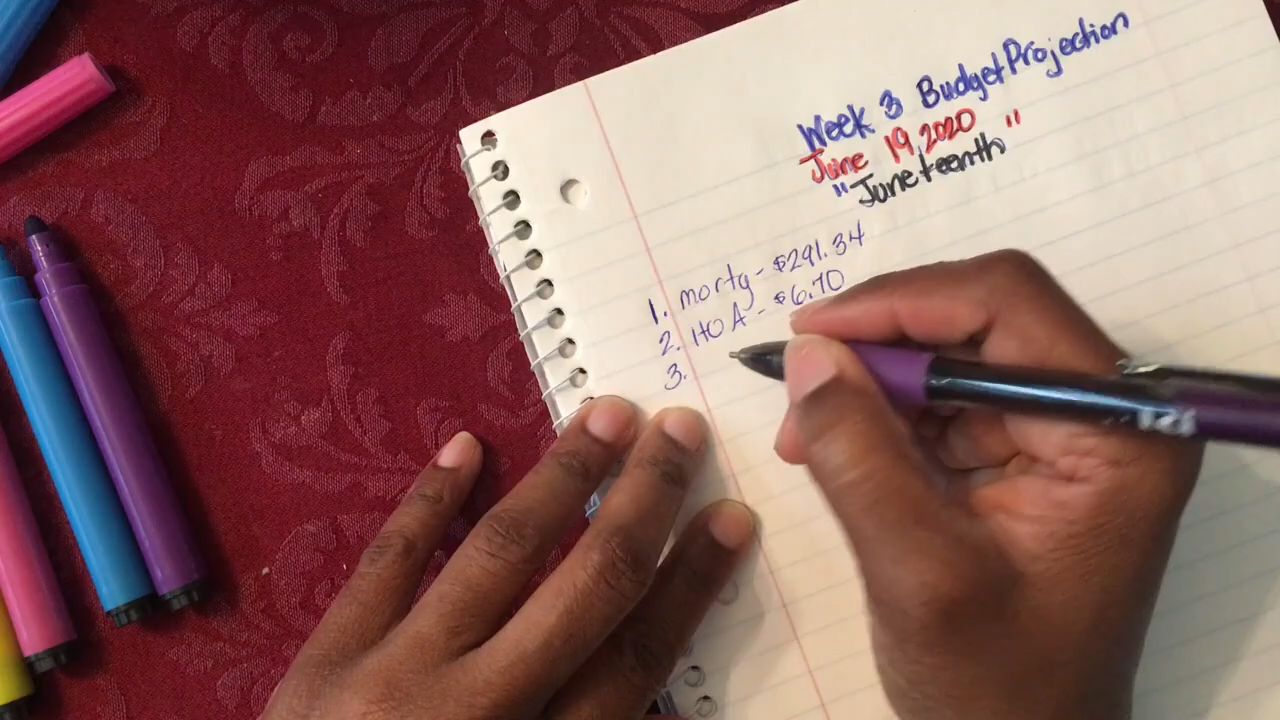 Week 3 Budget Projection
June 19, 2020
"Juneteenth"
1. morty - $291.34
2. HOA - $6.70
3.